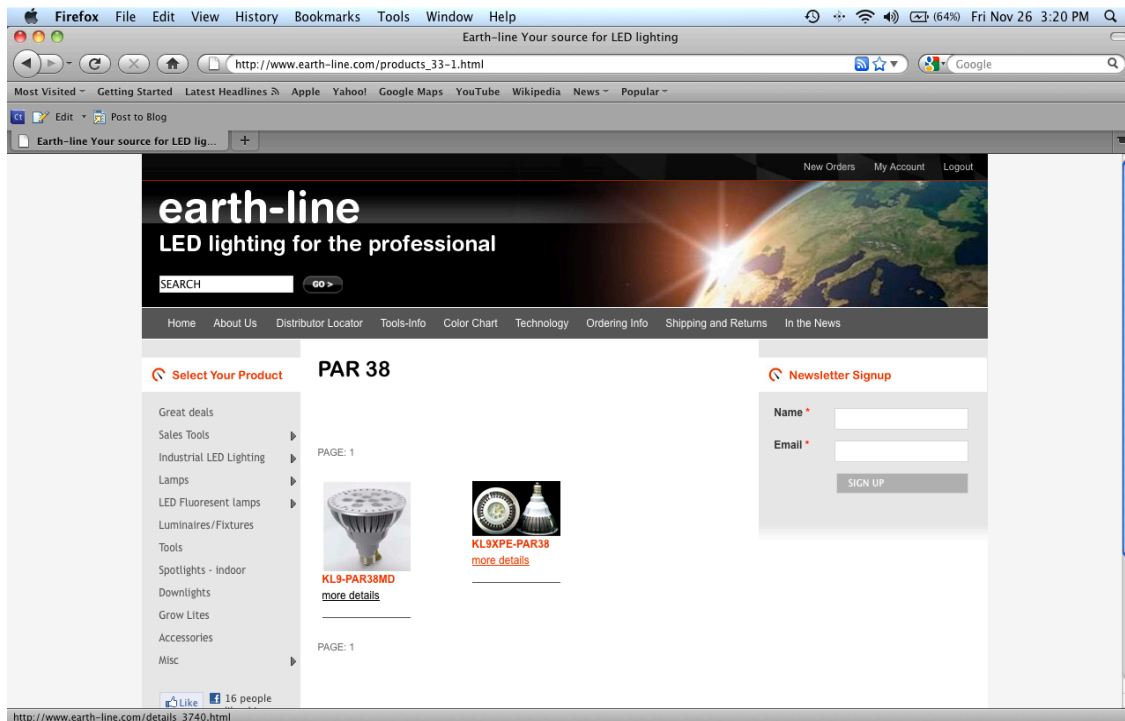 Firefox File Edit View History Bookmarks Tools Window Help (64%) Fri Nov 26 3:20 PM
Earth-line Your source for LED lighting
http://www.earth-line.com/products_33-1.html Google
Most Visited Getting Started Latest Headlines Apple Yahoo! Google Maps YouTube Wikipedia News Popular
Ct Edit Post to Blog
Earth-line Your source for LED lig... +
New Orders My Account Logout
earth-line
LED lighting for the professional
SEARCH GO >
Home About Us Distributor Locator Tools-Info Color Chart Technology Ordering Info Shipping and Returns In the News
Select Your Product
Great deals
Sales Tools
Industrial LED Lighting
Lamps
LED Fluoresent lamps
Luminaires/Fixtures
Tools
Spotlights - indoor
Downlights
Grow Lites
Accessories
Misc
Like 16 people
PAR 38
PAGE: 1
KL9-PAR38MD
more details
KL9XPE-PAR38
more details
PAGE: 1
Newsletter Signup
Name *
Email *
SIGN UP
http://www.earth-line.com/details_3740.html